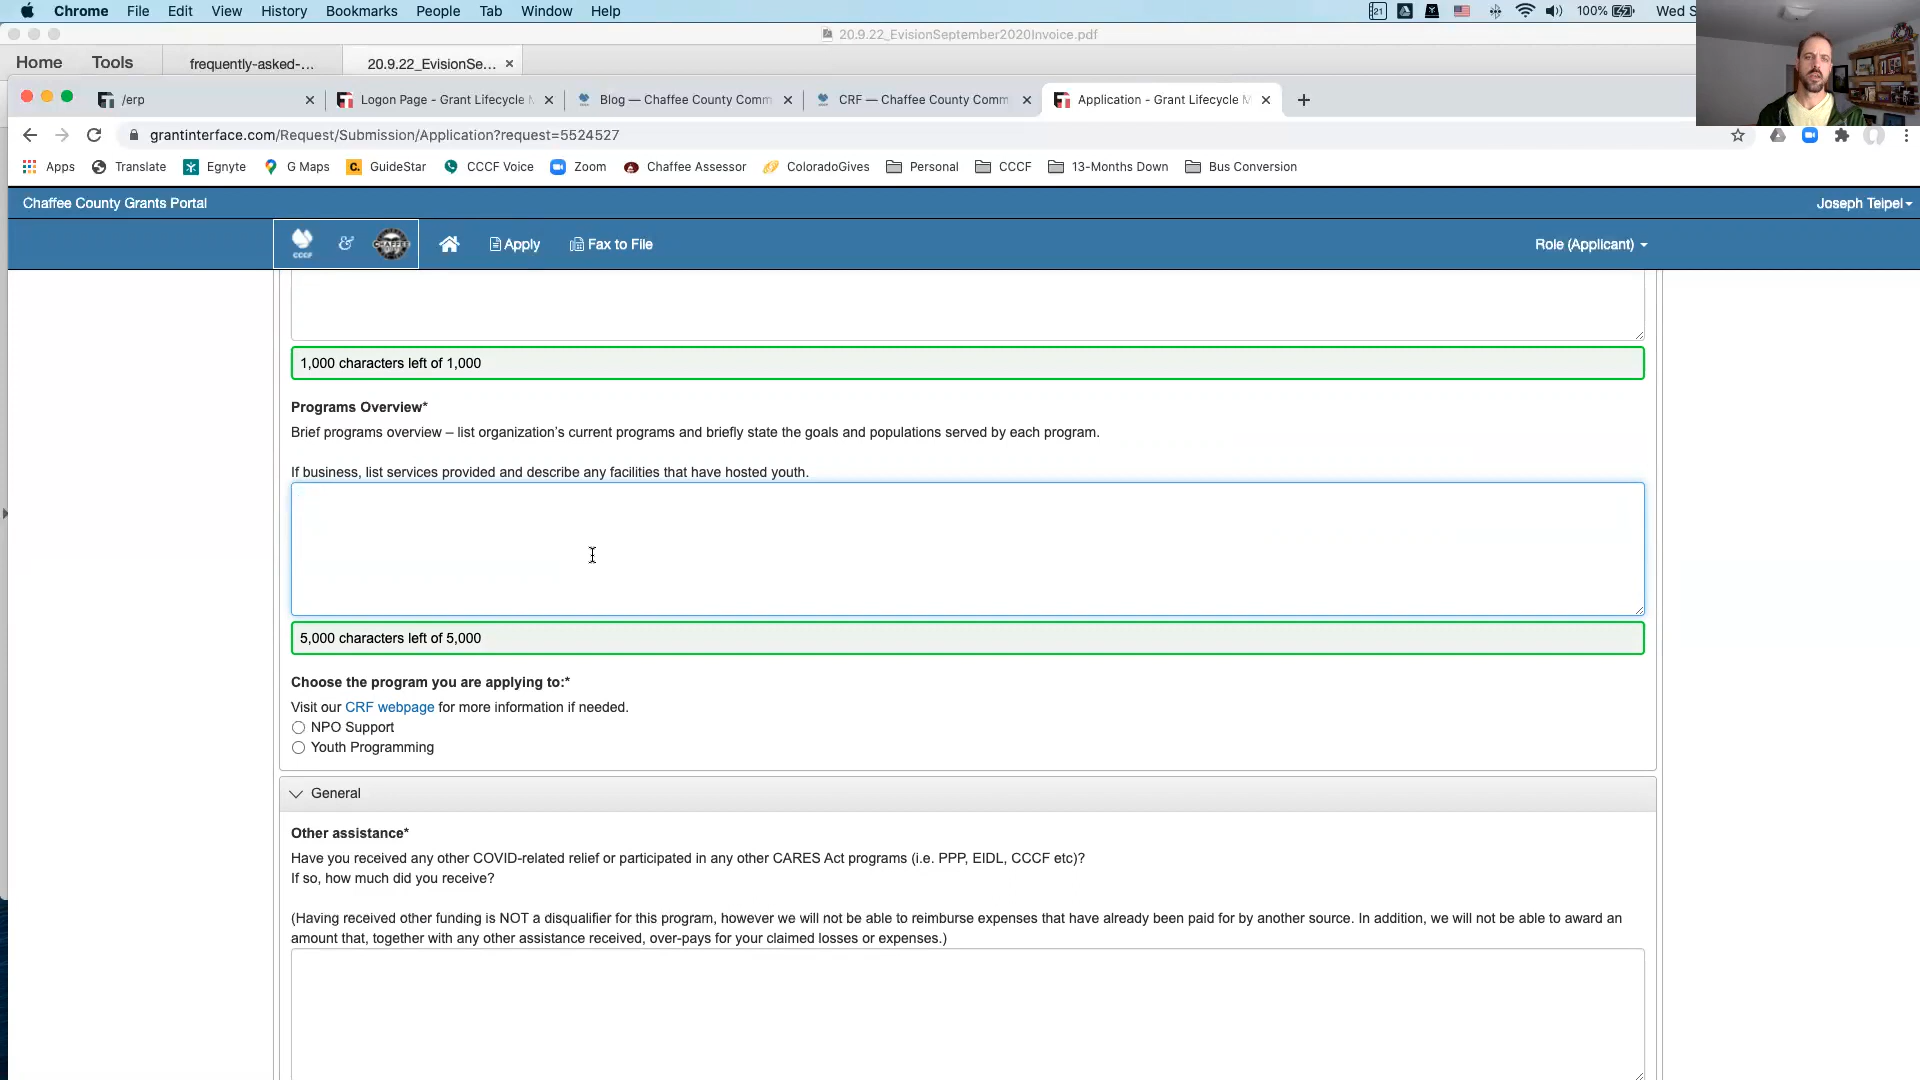 Chrome File Edit View History Bookmarks People Tab Window Help 21 100% Wed S
20.9.22_EvisionSeptember2020Invoice.pdf
Home Tools frequently-asked-... 20.9.22_EvisionSe...
/erp Logon Page - Grant Lifecycle M Blog — Chaffee County Comm CRF — Chaffee County Comm Application - Grant Lifecycle M
grantinterface.com/Request/Submission/Application?request=5524527
Apps Translate Egnyte G Maps C. GuideStar CCCF Voice Zoom Chaffee Assessor ColoradoGives Personal CCCF 13-Months Down Bus Conversion
Chaffee County Grants Portal Joseph Teipel
CCCF & CHAFFEE Apply Fax to File Role (Applicant)
1,000 characters left of 1,000
Programs Overview*
Brief programs overview – list organization's current programs and briefly state the goals and populations served by each program.
If business, list services provided and describe any facilities that have hosted youth.
5,000 characters left of 5,000
Choose the program you are applying to:*
Visit our CRF webpage for more information if needed.
NPO Support
Youth Programming
General
Other assistance*
Have you received any other COVID-related relief or participated in any other CARES Act programs (i.e. PPP, EIDL, CCCF etc)?
If so, how much did you receive?
(Having received other funding is NOT a disqualifier for this program, however we will not be able to reimburse expenses that have already been paid for by another source. In addition, we will not be able to award an
amount that, together with any other assistance received, over-pays for your claimed losses or expenses.)